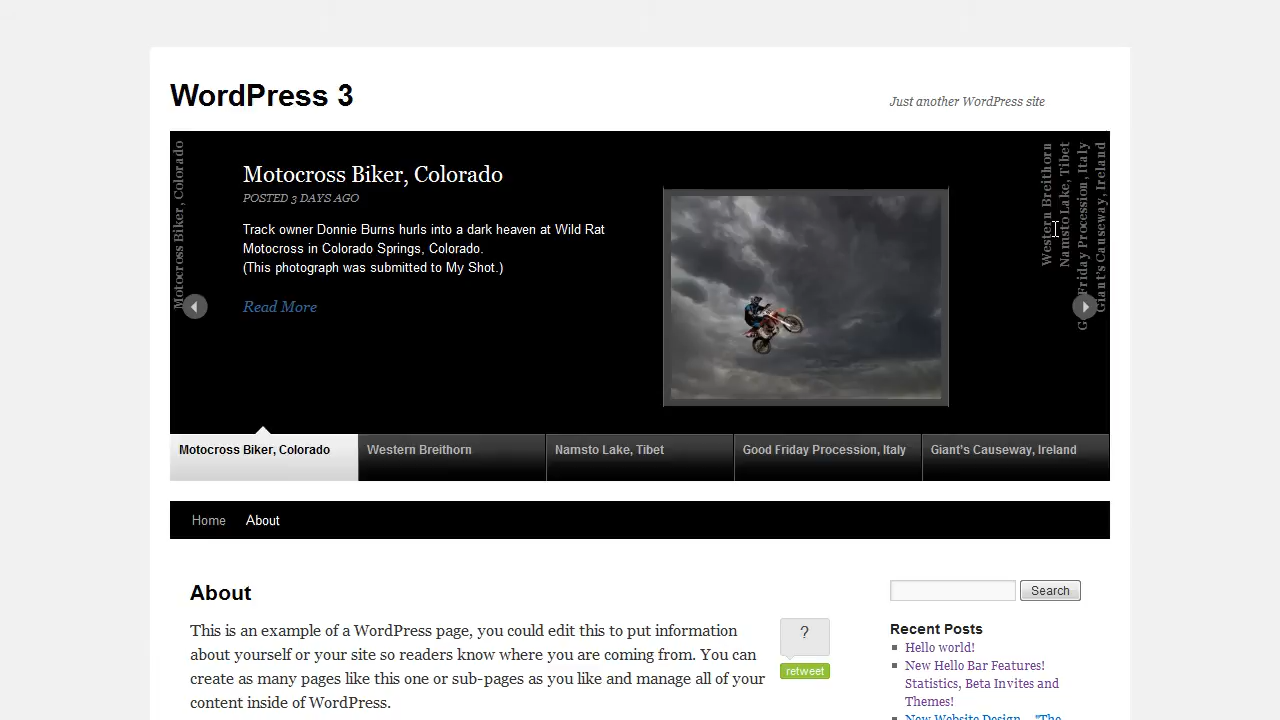 WordPress 3
Just another WordPress site
Motocross Biker, Colorado
Motocross Biker, Colorado
POSTED 3 DAYS AGO
Track owner Donnie Burns hurls into a dark heaven at Wild Rat
Motocross in Colorado Springs, Colorado.
(This photograph was submitted to My Shot.)
Read More
Western Breithorn
Namsto Lake, Tibet
Good Friday Procession, Italy
Giant's Causeway, Ireland
Motocross Biker, Colorado
Western Breithorn
Namsto Lake, Tibet
Good Friday Procession, Italy
Giant's Causeway, Ireland
Home
About
About
This is an example of a WordPress page, you could edit this to put information
about yourself or your site so readers know where you are coming from. You can
create as many pages like this one or sub-pages as you like and manage all of your
content inside of WordPress.
?
retweet
Search
Recent Posts
Hello world!
New Hello Bar Features!
Statistics, Beta Invites and
Themes!
New Website Design – "The